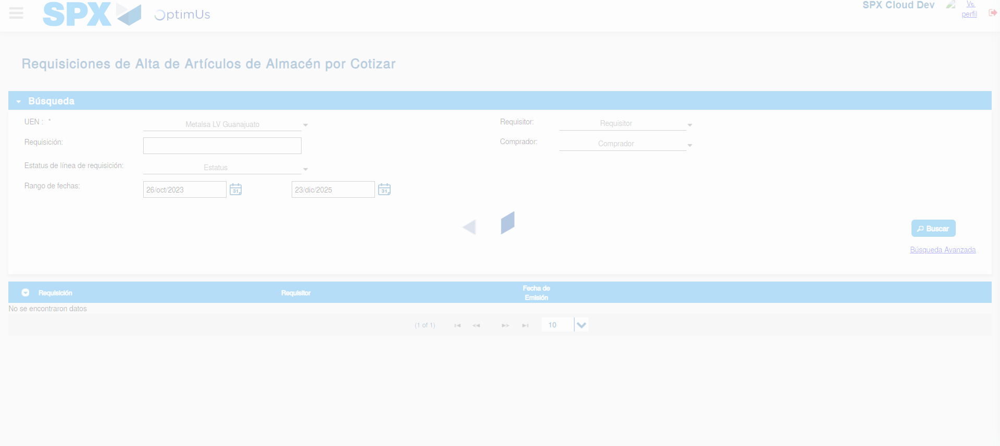 SPX OptimUs
SPX Cloud Dev
perfil
Requisiciones de Alta de Artículos de Almacén por Cotizar
Búsqueda
UEN : * Metalsa LV Guanajuato
Requisitor: Requisitor
Requisición:
Comprador: Comprador
Estatus de línea de requisición: Estatus
Rango de fechas: 26/oct/2023 31 23/dic/2025 31
Buscar
Búsqueda Avanzada
Requisición Requisitor Fecha de
Emisión
No se encontraron datos
(1 of 1) 10